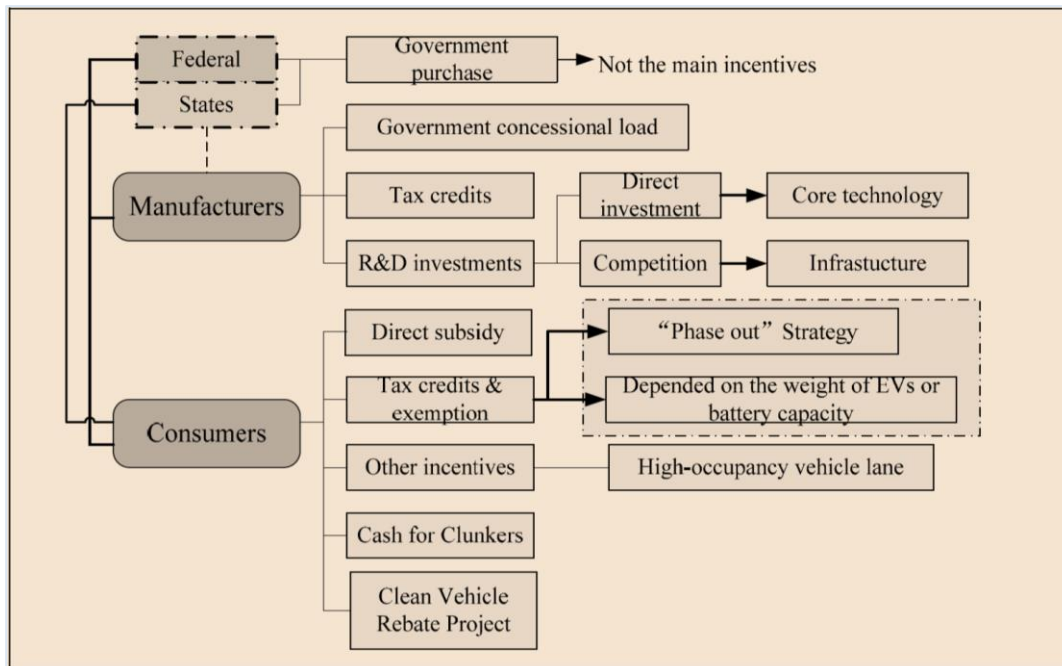 Federal
States
Government
purchase
Not the main incentives
Government concessional load
Manufacturers
Tax credits
Direct
investment
Core technology
R&D investments
Competition
Infrastucture
Direct subsidy
“Phase out” Strategy
Tax credits &
exemption
Depended on the weight of EVs or
battery capacity
Consumers
Other incentives
High-occupancy vehicle lane
Cash for Clunkers
Clean Vehicle
Rebate Project